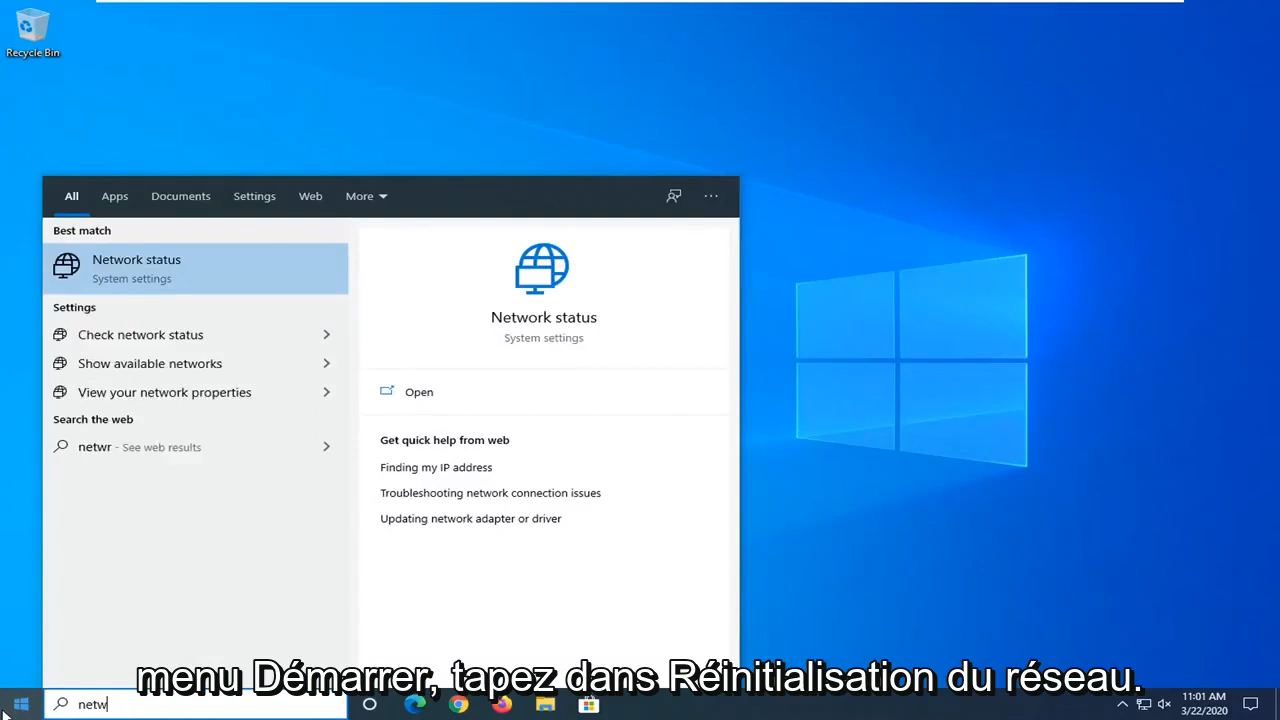 Recycle Bin
All Apps Documents Settings Web More
Best match
Network status
System settings
Settings
Check network status
Show available networks
View your network properties
Search the web
netwr - See web results
Network status
System settings
Open
Get quick help from web
Finding my IP address
Troubleshooting network connection issues
Updating network adapter or driver
menu Démarrer, tapez dans Réinitialisation du réseau.
netw
11:01 AM
3/22/2020